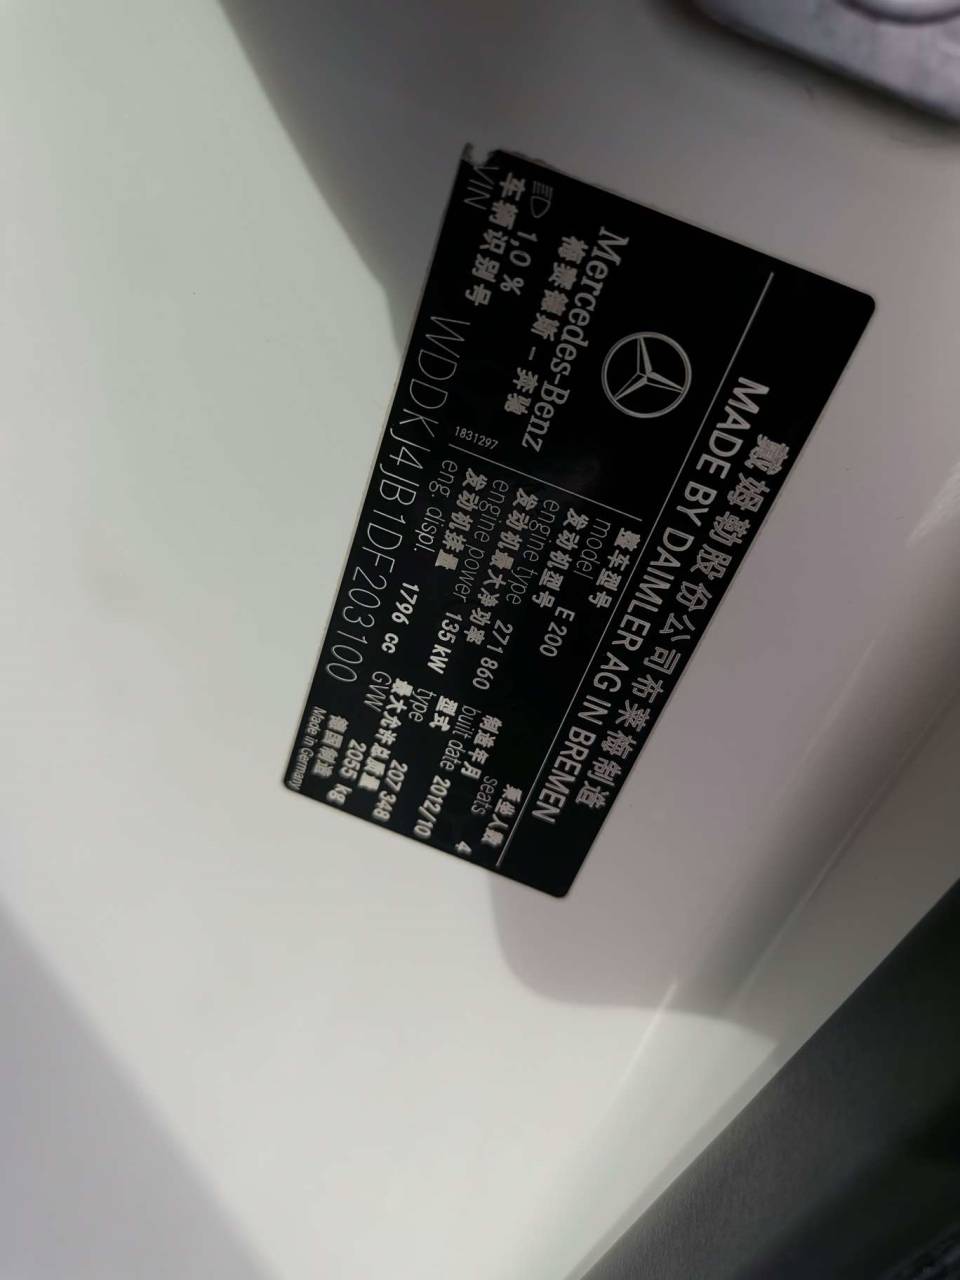 戴姆勒股份公司布莱梅制造
MADE BY DAIMLER AG IN BREMEN
Mercedes-Benz
梅赛德斯-奔驰
1,0 %
1831297
整车型号
model E 200
发动机型号
engine type 271 860
发动机最大净功率
engine power 135 kW
发动机排量
eng. displ. 1796 cc
乘坐人数
seats 4
制造年月
built date 2012/10
型式
type 207 348
最大允许总质量
GVW 2055 kg
车辆识别号
VIN WDDKJ4JB1DF203100
德国制造
Made in Germany